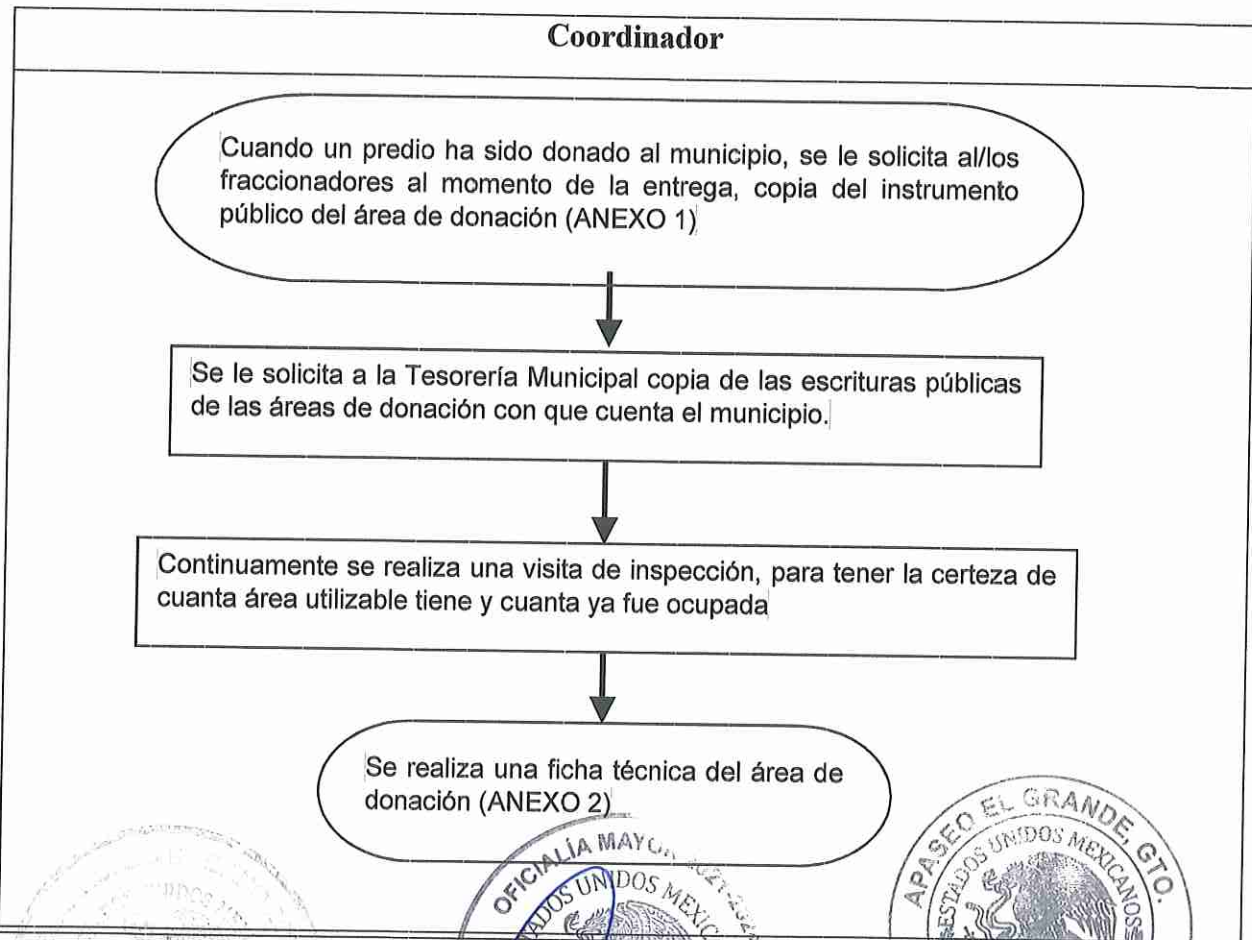 Coordinador
Cuando un predio ha sido donado al municipio, se le solicita al/los
fraccionadores al momento de la entrega, copia del instrumento
público del área de donación (ANEXO 1)
Se le solicita a la Tesorería Municipal copia de las escrituras públicas
de las áreas de donación con que cuenta el municipio.
Continuamente se realiza una visita de inspección, para tener la certeza de
cuanta área utilizable tiene y cuanta ya fue ocupada
Se realiza una ficha técnica del área de
donación (ANEXO 2)
OFICIALÍA MAYOR 2021-2024
UNIDOS
APASEO EL GRANDE, GTO.
ESTADOS UNIDOS MEXICANOS